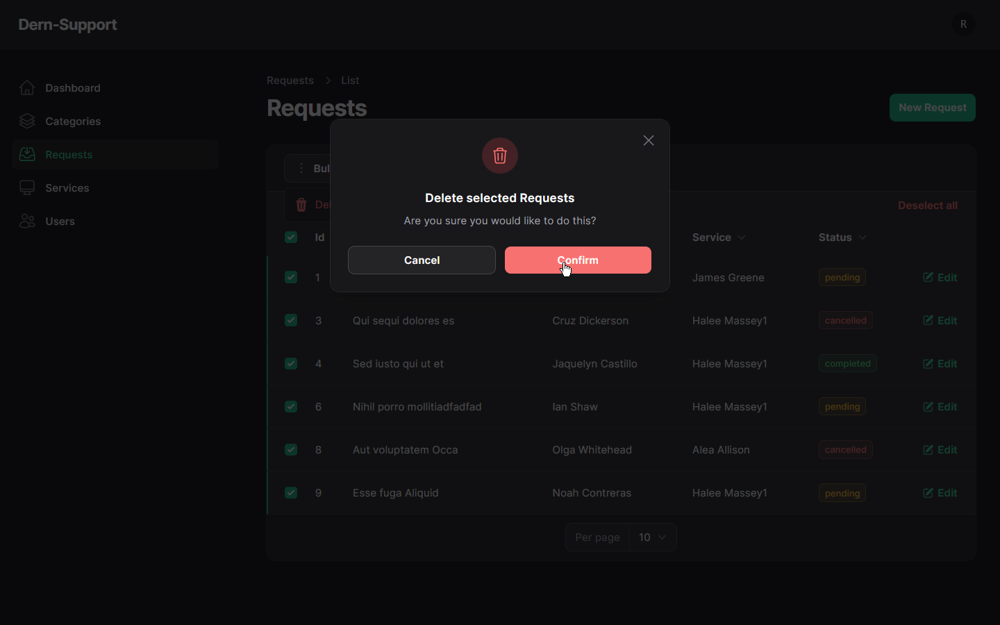 Dern-Support
R
Dashboard
Categories
Requests
Services
Users
Requests > List
Requests
New Request
Bul
Del
Deselect all
Delete selected Requests
Are you sure you would like to do this?
Cancel
Confirm
Id Service Status
1 James Greene pending Edit
3 Qui sequi dolores es Cruz Dickerson Halee Massey1 cancelled Edit
4 Sed iusto qui ut et Jaquelyn Castillo Halee Massey1 completed Edit
6 Nihil porro mollitiadfadfad Ian Shaw Halee Massey1 pending Edit
8 Aut voluptatem Occa Olga Whitehead Alea Allison cancelled Edit
9 Esse fuga Aliquid Noah Contreras Halee Massey1 pending Edit
Per page 10